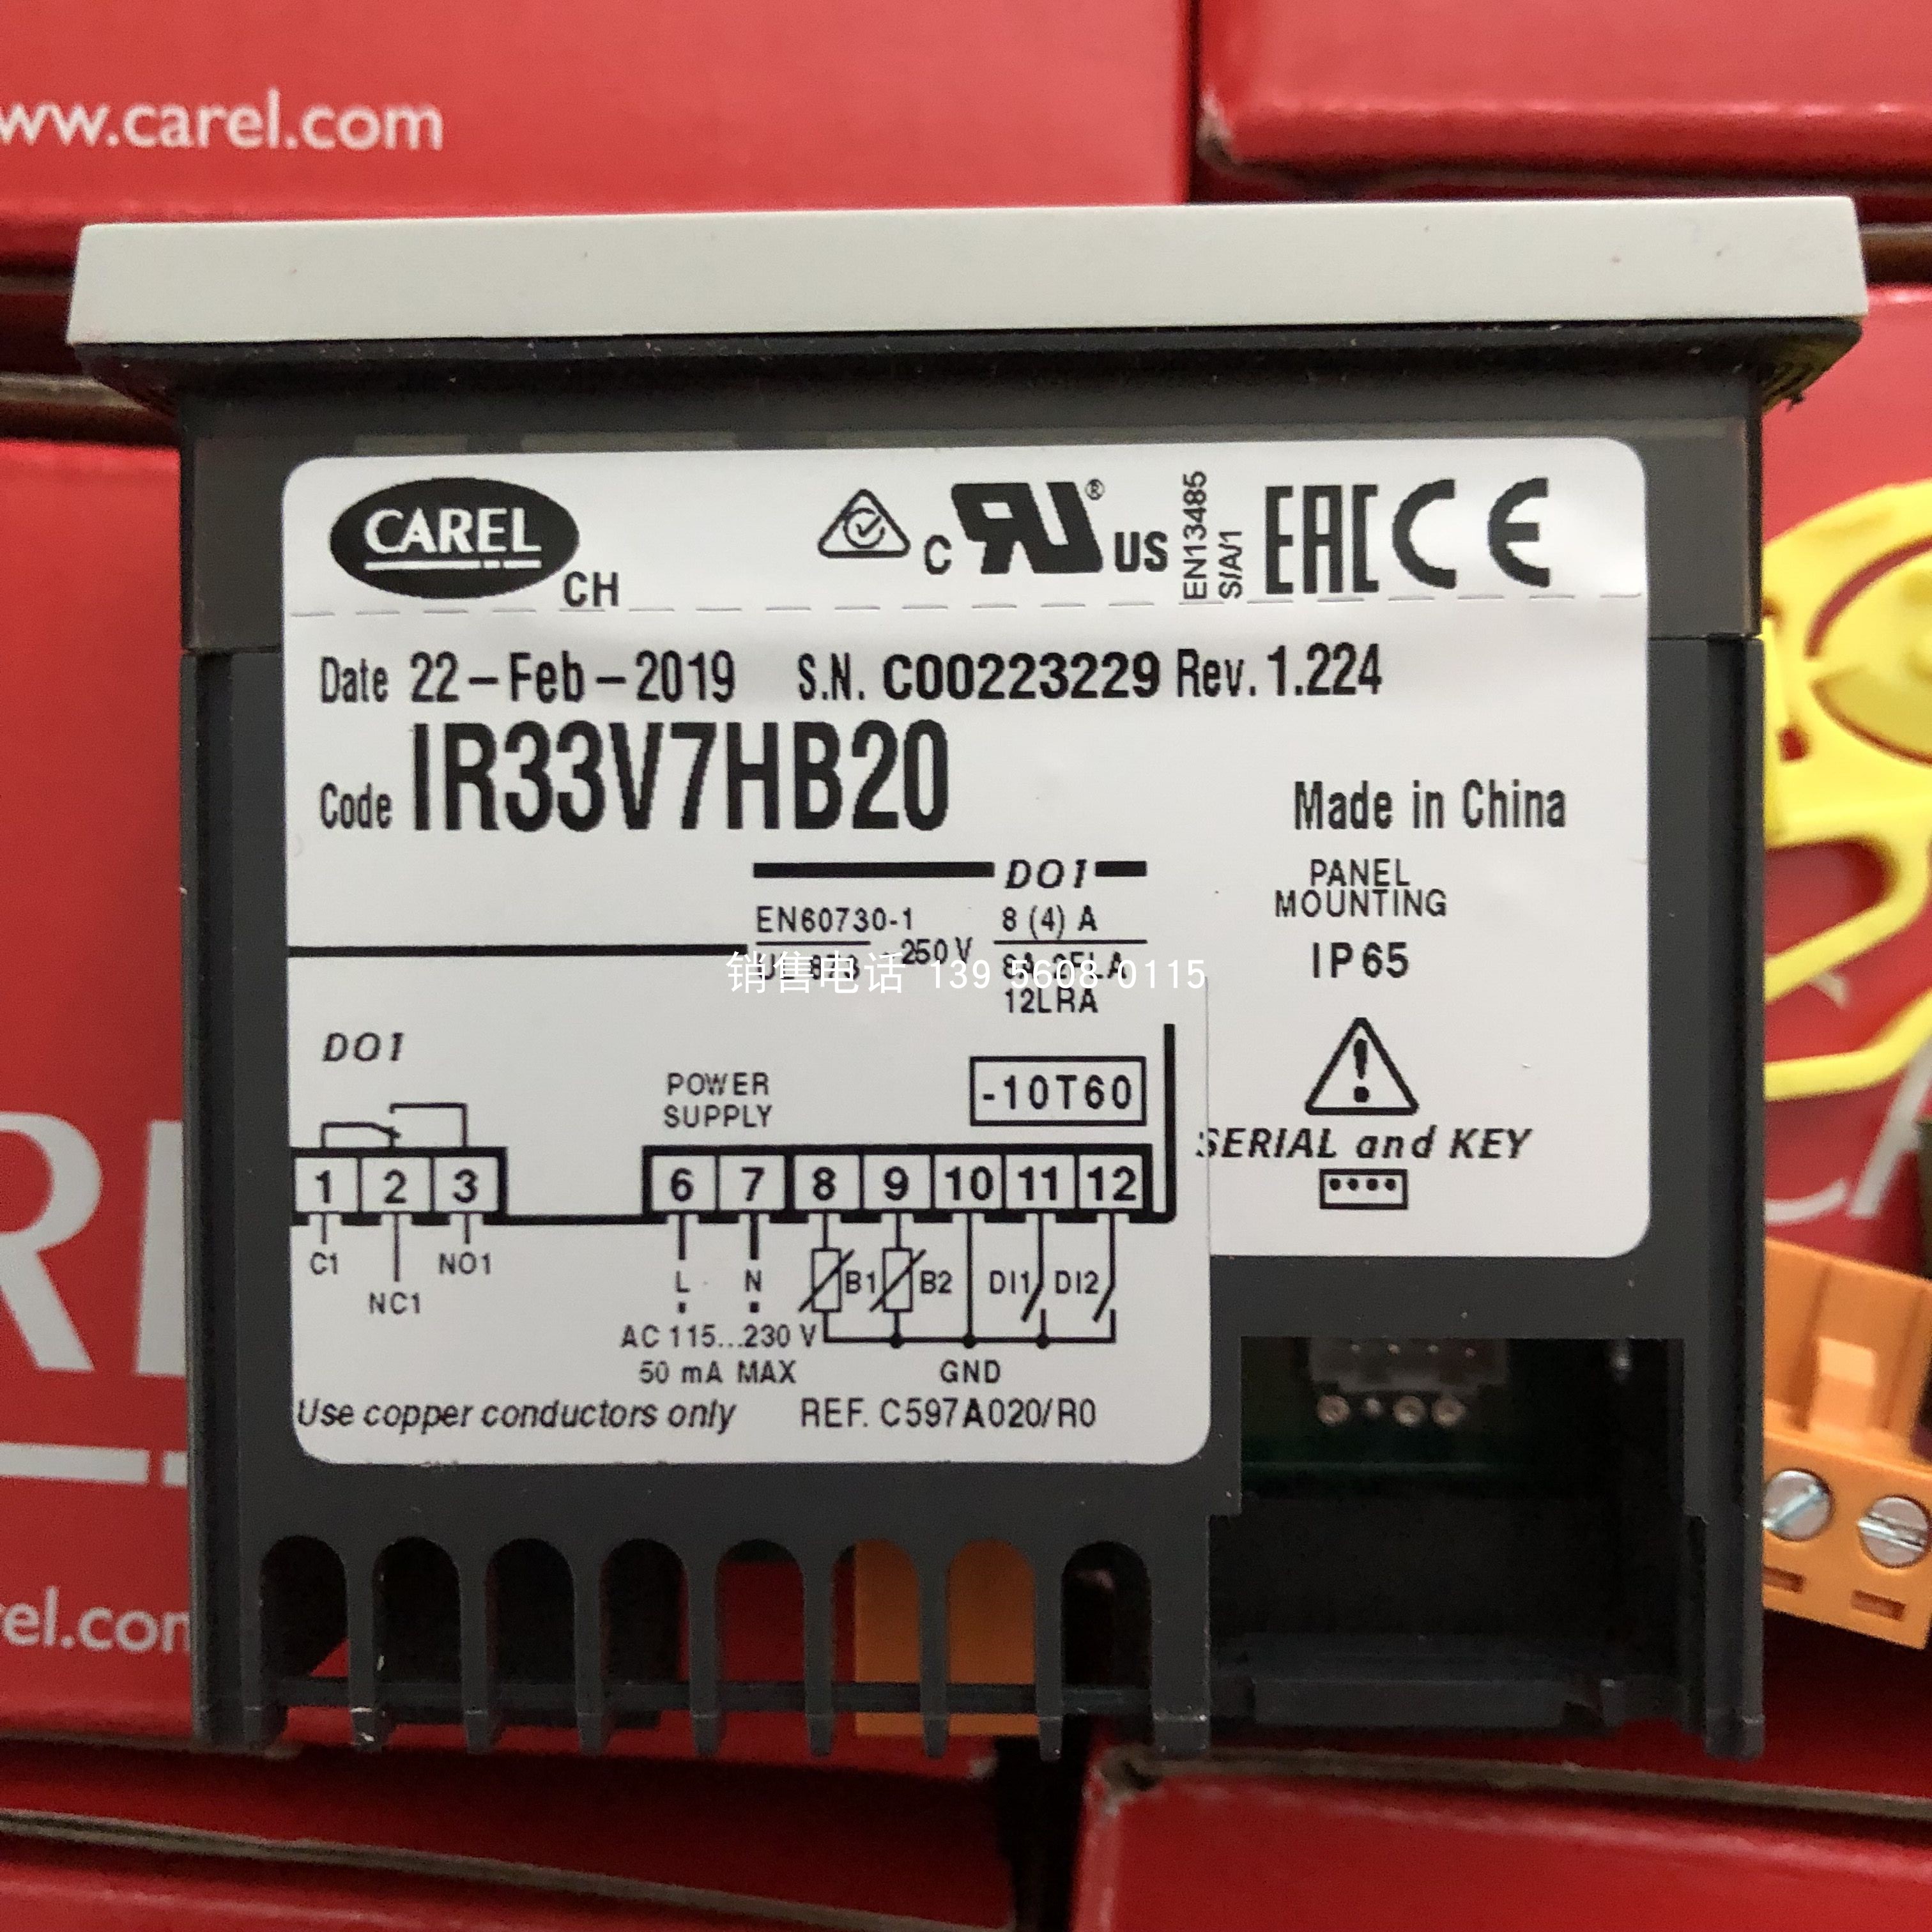 ww.carel.com
CAREL
CH
C
US
EN13485
S/A/1
EAC CE
Date 22-Feb-2019 S.N. C00223229 Rev. 1.224
Code IR33V7HB20
Made in China
DO1
PANEL
MOUNTING
EN60730-1
8 (4) A
250 V
IP65
销售电话 139 5608 0115
12LRA
DO1
POWER
SUPPLY
-10T60
SERIAL and KEY
1 2 3 6 7 8 9 10 11 12
C1 NO1
NC1
L N B1 B2 DI1 DI2
AC 115...230 V
50 mA MAX GND
Use copper conductors only REF. C597A020/R0
rel.com